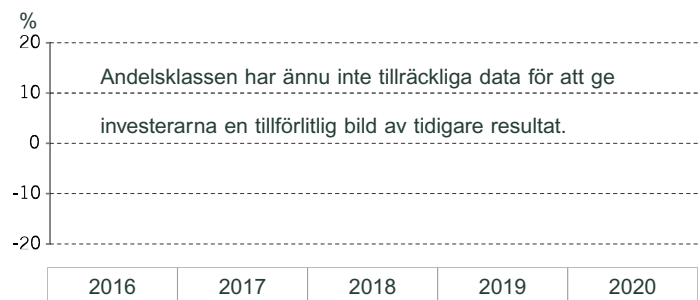 %
20
Andelsklassen har ännu inte tillräckliga data för att ge
10
investerarna en tillförlitlig bild av tidigare resultat.
0
-10
-20
2016 2017 2018 2019 2020